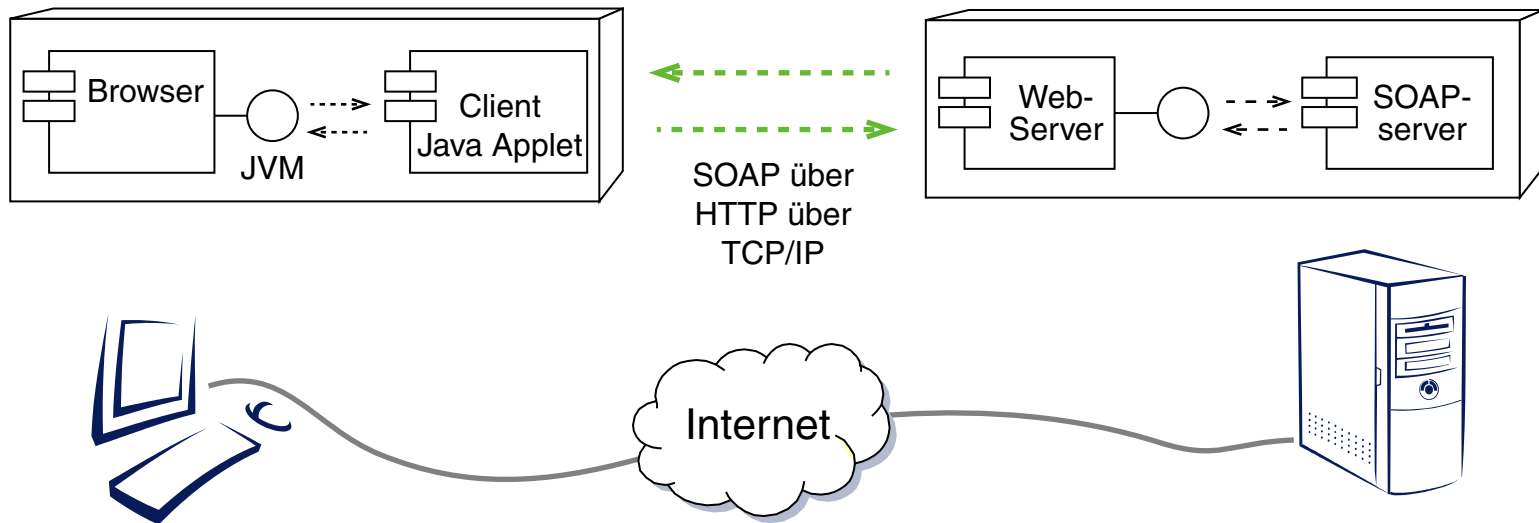 Browser
JVM
Client
Java Applet
SOAP über
HTTP über
TCP/IP
Web-
Server
SOAP-
server
Internet